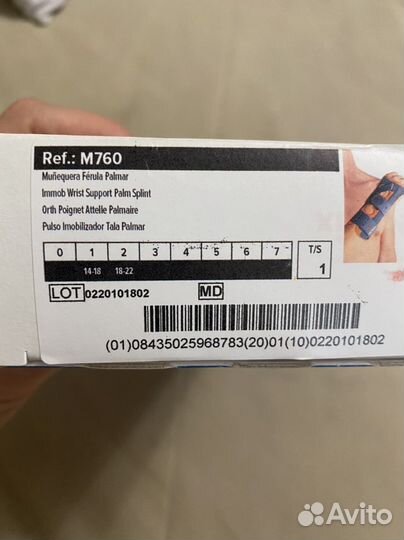 Ref.: M760
Muñequera Férula Palmar
Immob Wrist Support Palm Splint
Orth Poignet Attelle Palmaire
Pulso Imobilizador Tala Palmar
0 1 2 3 4 5 6 7 T/S
14-18 18-22 1
LOT 0220101802 MD
(01)08435025968783(20)01(10)0220101802
Avito